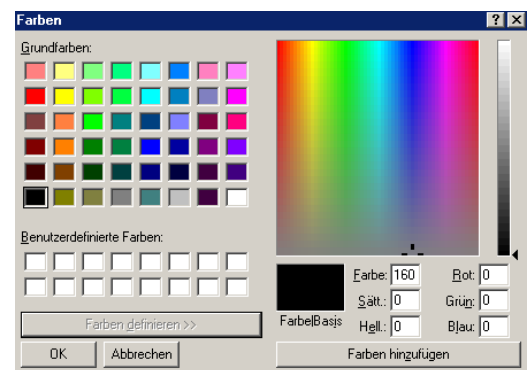 Farben
Grundfarben:
Benutzerdefinierte Farben:
Farben definieren >>
OK Abbrechen
Farbe|Basis
Farbe: 160 Rot: 0
Sätt.: 0 Grün: 0
Hell.: 0 Blau: 0
Farben hinzufügen